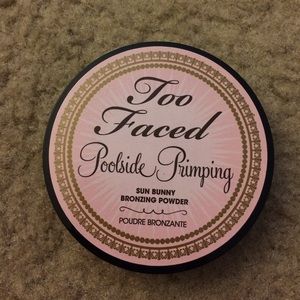 Too
Faced
Poolside Primping
SUN BUNNY
BRONZING POWDER
POUDRE BRONZANTE